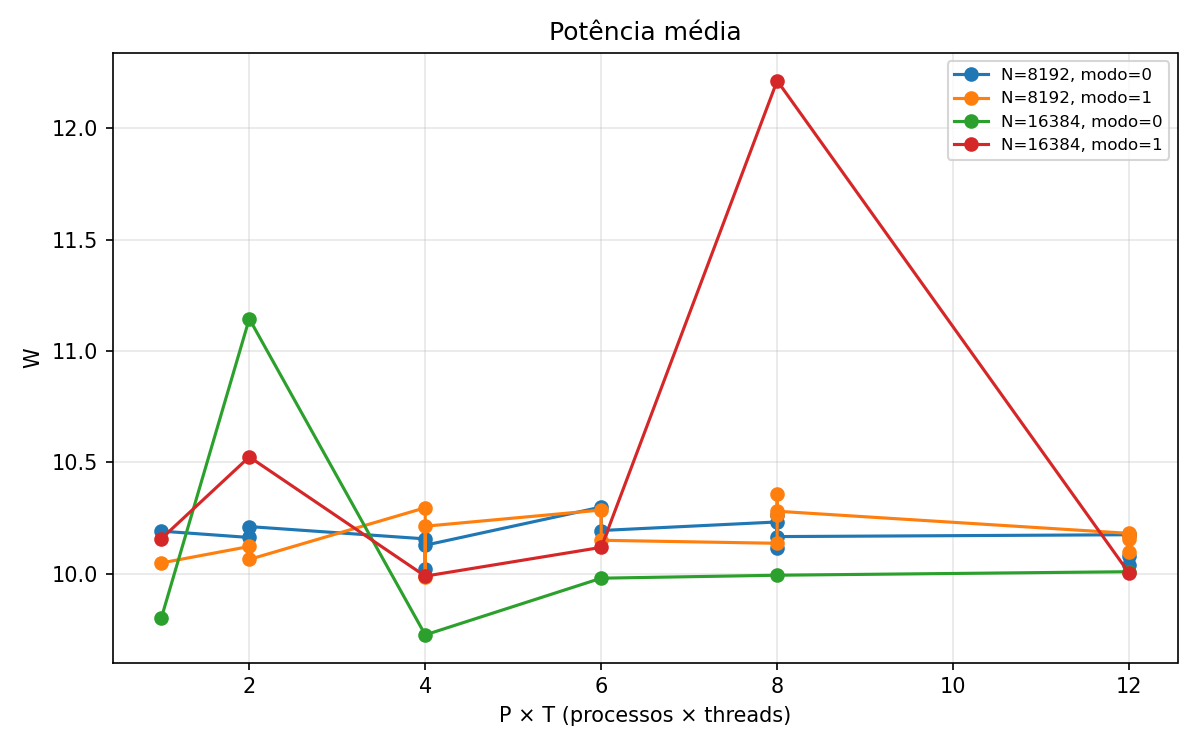 Potência média
N=8192, modo=0
N=8192, modo=1
N=16384, modo=0
N=16384, modo=1
W
12.0
11.5
11.0
10.5
10.0
2 4 6 8 10 12
P × T (processos × threads)